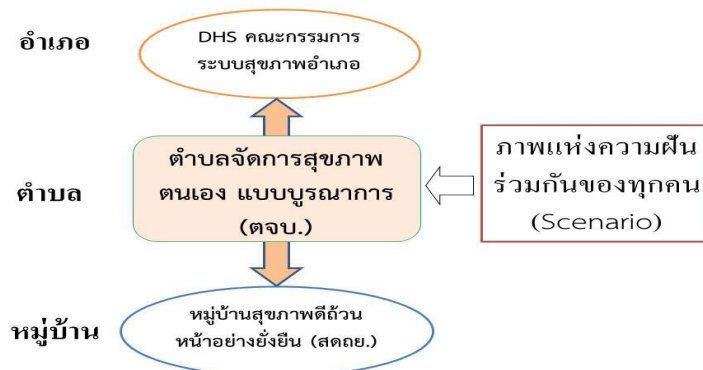 อำเภอ
DHS คณะกรรมการ
ระบบสุขภาพอำเภอ
ตำบล
ตำบลจัดการสุขภาพ
ตนเอง แบบบูรณาการ
(ตจบ.)
ภาพแห่งความฝัน
ร่วมกันของทุกคน
(Scenario)
หมู่บ้าน
หมู่บ้านสุขภาพดีถ้วน
หน้าอย่างยั่งยืน (สดถย.)